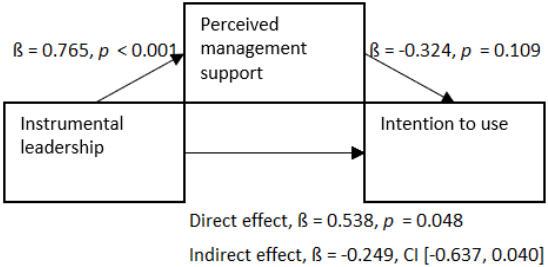 Perceived
management
support
ß = 0.765, p < 0.001
ß = -0.324, p = 0.109
Instrumental
leadership
Intention to use
Direct effect, ß = 0.538, p = 0.048
Indirect effect, ß = -0.249, CI [-0.637, 0.040]